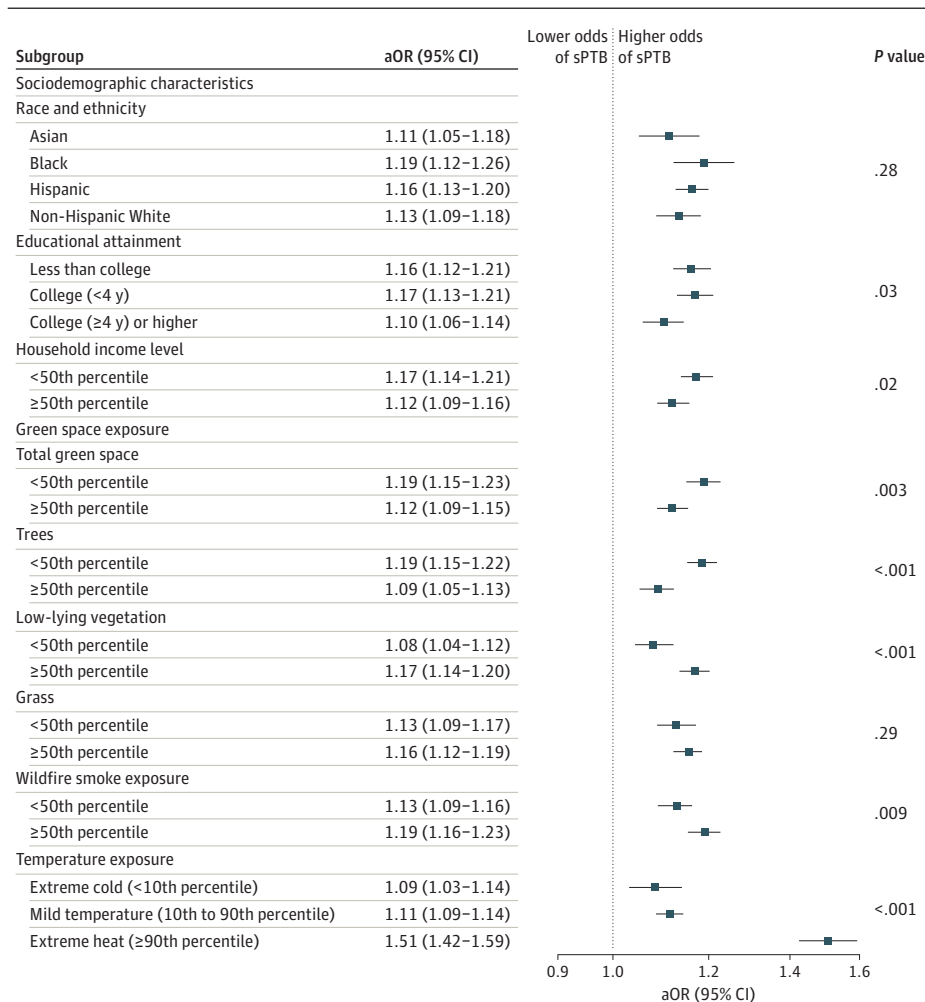 Lower odds Higher odds
Subgroup aOR (95% CI) of sPTB of sPTB P value
Sociodemographic characteristics
Race and ethnicity
Asian 1.11 (1.05–1.18)
Black 1.19 (1.12–1.26)
.28
Hispanic 1.16 (1.13–1.20)
Non-Hispanic White 1.13 (1.09–1.18)
Educational attainment
Less than college 1.16 (1.12–1.21)
College (<4 y) 1.17 (1.13–1.21) .03
College (≥4 y) or higher 1.10 (1.06–1.14)
Household income level
<50th percentile 1.17 (1.14–1.21)
.02
≥50th percentile 1.12 (1.09–1.16)
Green space exposure
Total green space
<50th percentile 1.19 (1.15–1.23)
.003
≥50th percentile 1.12 (1.09–1.15)
Trees
<50th percentile 1.19 (1.15–1.22)
<.001
≥50th percentile 1.09 (1.05–1.13)
Low-lying vegetation
<50th percentile 1.08 (1.04–1.12)
<.001
≥50th percentile 1.17 (1.14–1.20)
Grass
<50th percentile 1.13 (1.09–1.17)
.29
≥50th percentile 1.16 (1.12–1.19)
Wildfire smoke exposure
<50th percentile 1.13 (1.09–1.16)
.009
≥50th percentile 1.19 (1.16–1.23)
Temperature exposure
Extreme cold (<10th percentile) 1.09 (1.03–1.14)
Mild temperature (10th to 90th percentile) 1.11 (1.09–1.14) <.001
Extreme heat (≥90th percentile) 1.51 (1.42–1.59)
0.9 1.0 1.2 1.4 1.6
aOR (95% CI)